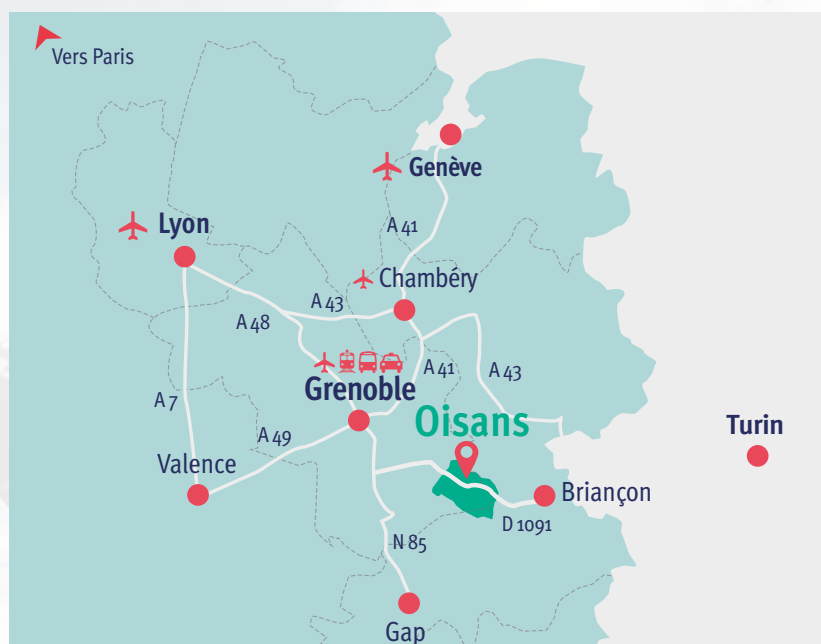 Vers Paris
Genève
Lyon
A 41
Chambéry
A 43
A 48
A 41
A 43
Grenoble
A 7
Oisans
Turin
A 49
Valence
Briançon
D 1091
N 85
Gap